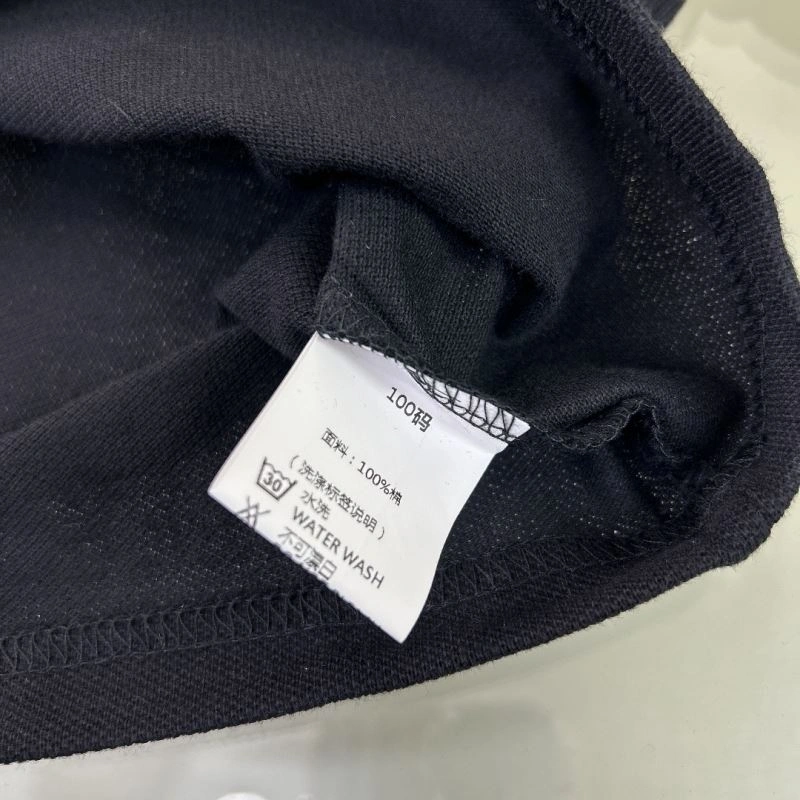 100码
面料：100%棉
（洗涤标签说明）
30 水洗
WATER WASH
不可漂白